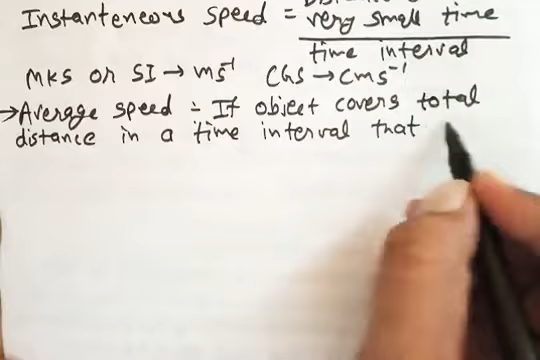 Instanteneous speed = very small time
time interval
MKS or SI → ms⁻¹ CGS → cms⁻¹
→ Average speed :- If object covers total
distance in a time interval that